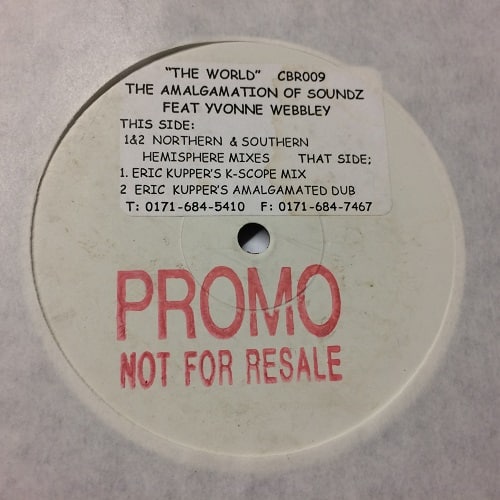 "THE WORLD" CBR009
THE AMALGAMATION OF SOUNDZ
FEAT YVONNE WEBBLEY
THIS SIDE:
1&2 NORTHERN & SOUTHERN
HEMISPHERE MIXES THAT SIDE;
1. ERIC KUPPER'S K-SCOPE MIX
2 ERIC KUPPER'S AMALGAMATED DUB
T: 0171-684-5410 F: 0171-684-7467
PROMO
NOT FOR RESALE